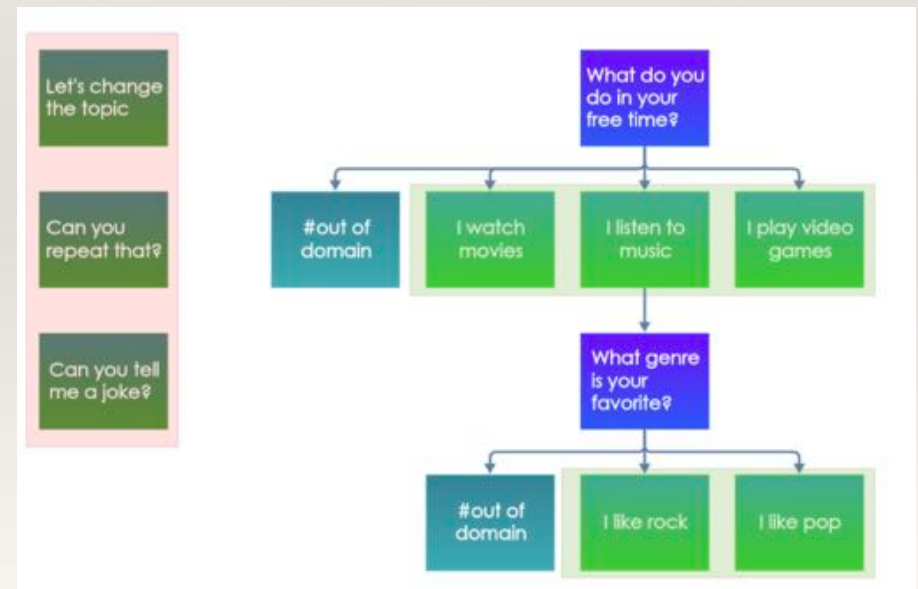 Let's change
the topic
Can you
repeat that?
Can you tell
me a joke?
What do you
do in your
free time?
#out of
domain
I watch
movies
I listen to
music
I play video
games
What genre
is your
favorite?
#out of
domain
I like rock
I like pop